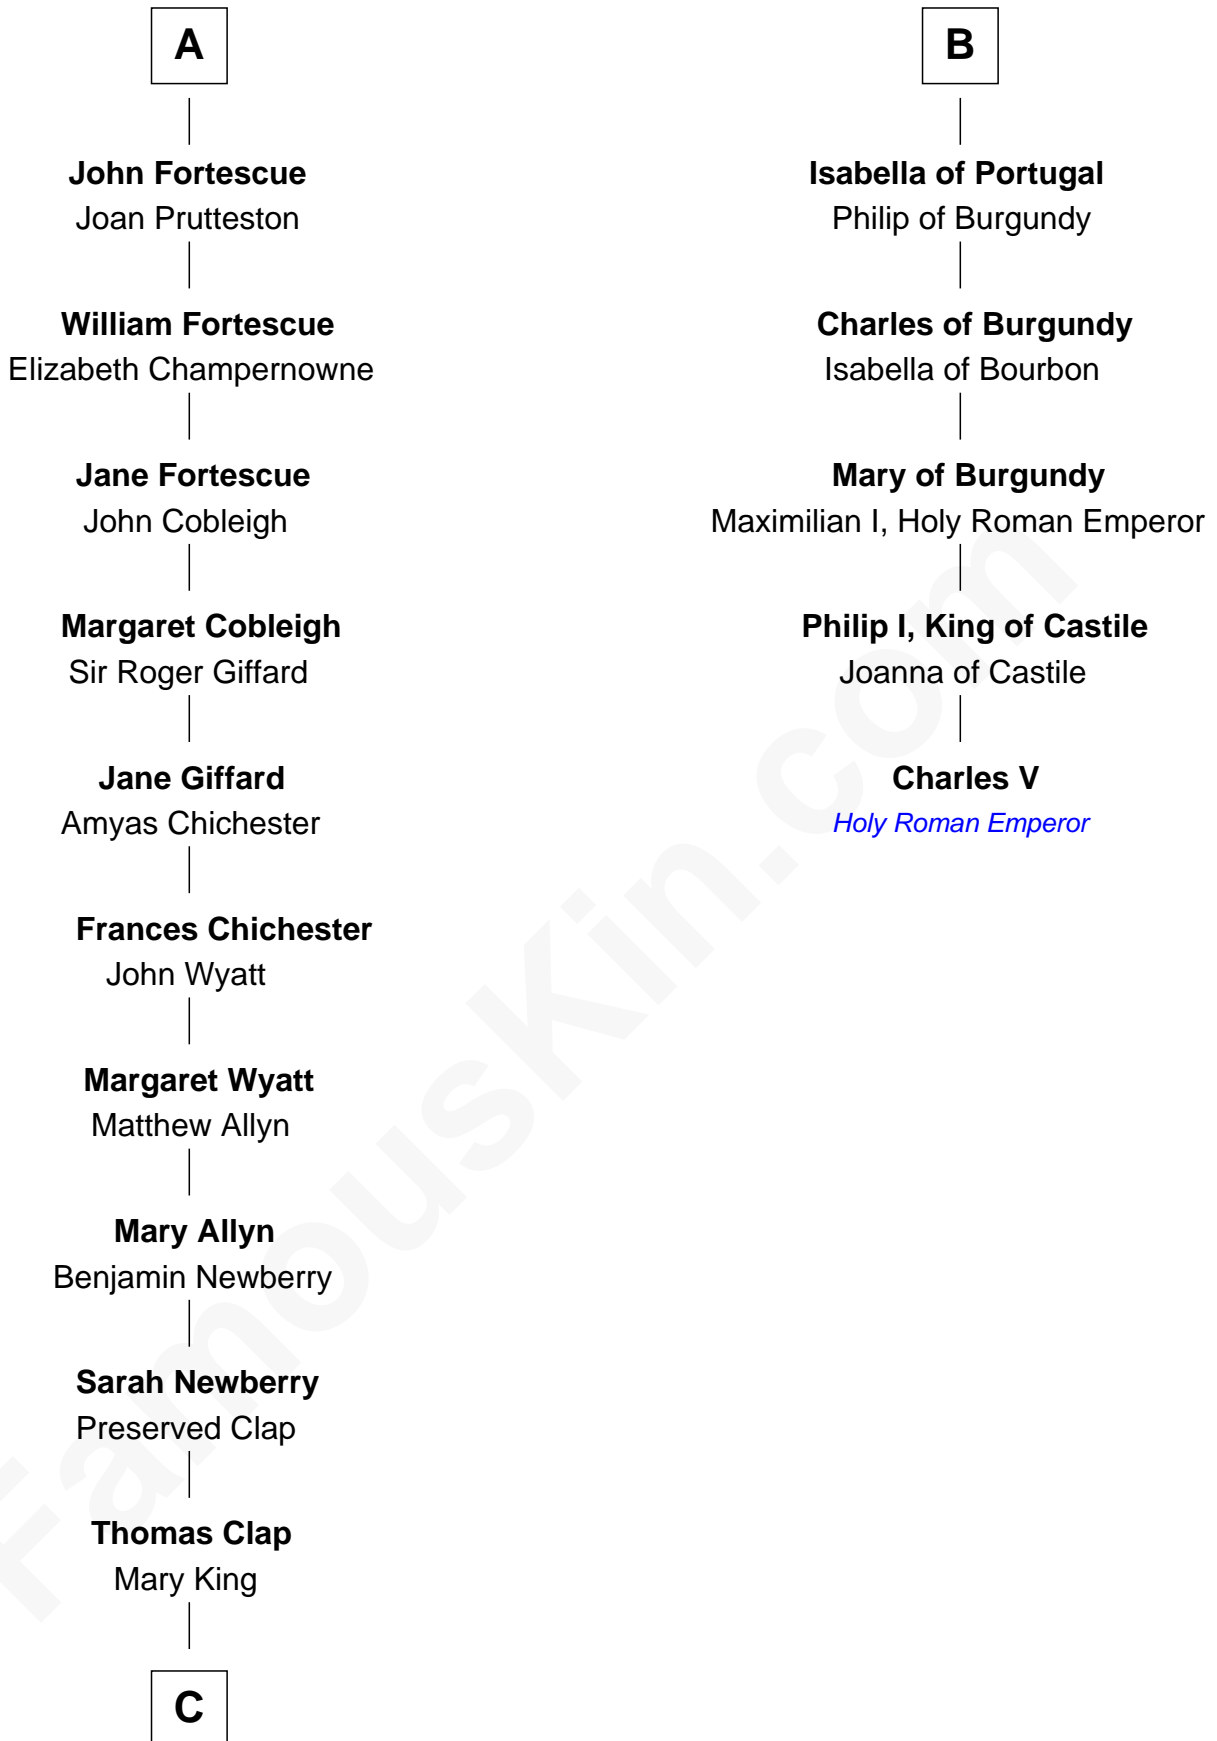 A
John Fortescue
Joan Prutteston
William Fortescue
Elizabeth Champernowne
Jane Fortescue
John Cobleigh
Margaret Cobleigh
Sir Roger Giffard
Jane Giffard
Amyas Chichester
Frances Chichester
John Wyatt
Margaret Wyatt
Matthew Allyn
Mary Allyn
Benjamin Newberry
Sarah Newberry
Preserved Clap
Thomas Clap
Mary King
C
B
Isabella of Portugal
Philip of Burgundy
Charles of Burgundy
Isabella of Bourbon
Mary of Burgundy
Maximilian I, Holy Roman Emperor
Philip I, King of Castile
Joanna of Castile
Charles V
Holy Roman Emperor
FamousKin.com